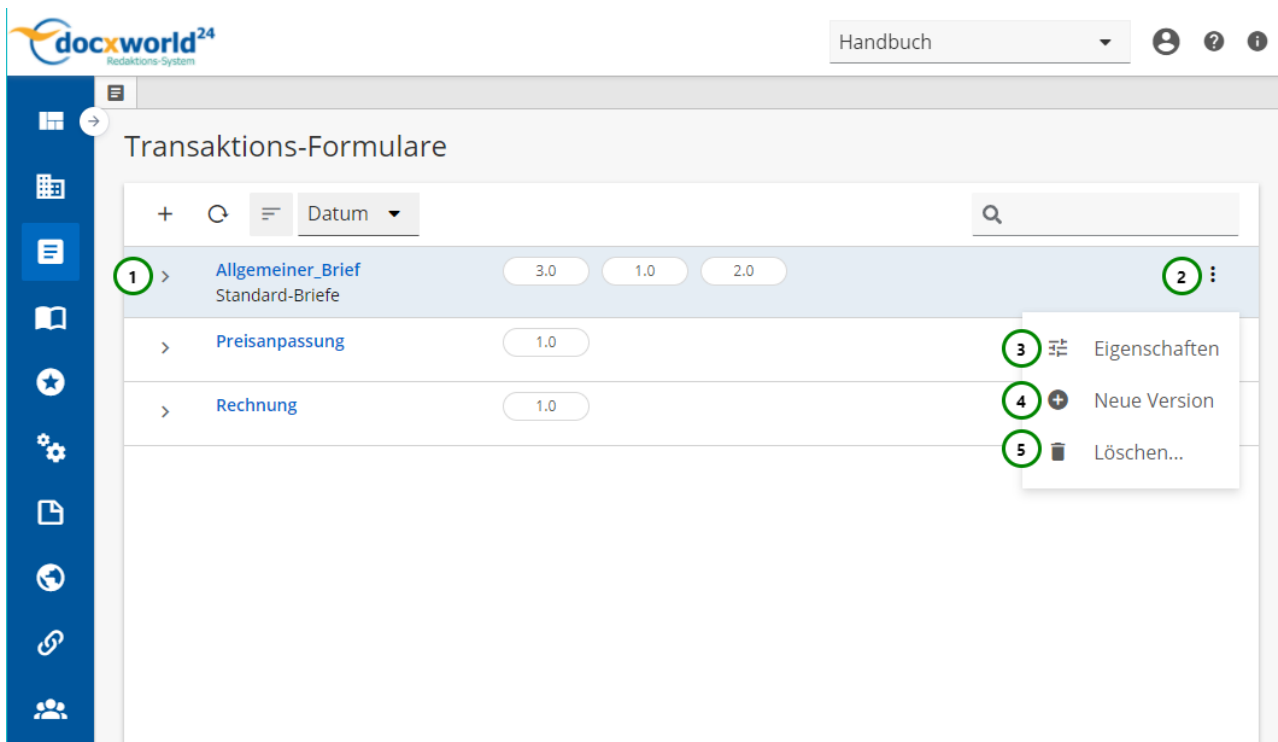 docxworld24
Redaktions-System
Handbuch
Transaktions-Formulare
Datum
1 Allgemeiner_Brief 3.0 1.0 2.0 2
Standard-Briefe
Preisanpassung 1.0
3 Eigenschaften
Rechnung 1.0
4 Neue Version
5 Löschen...